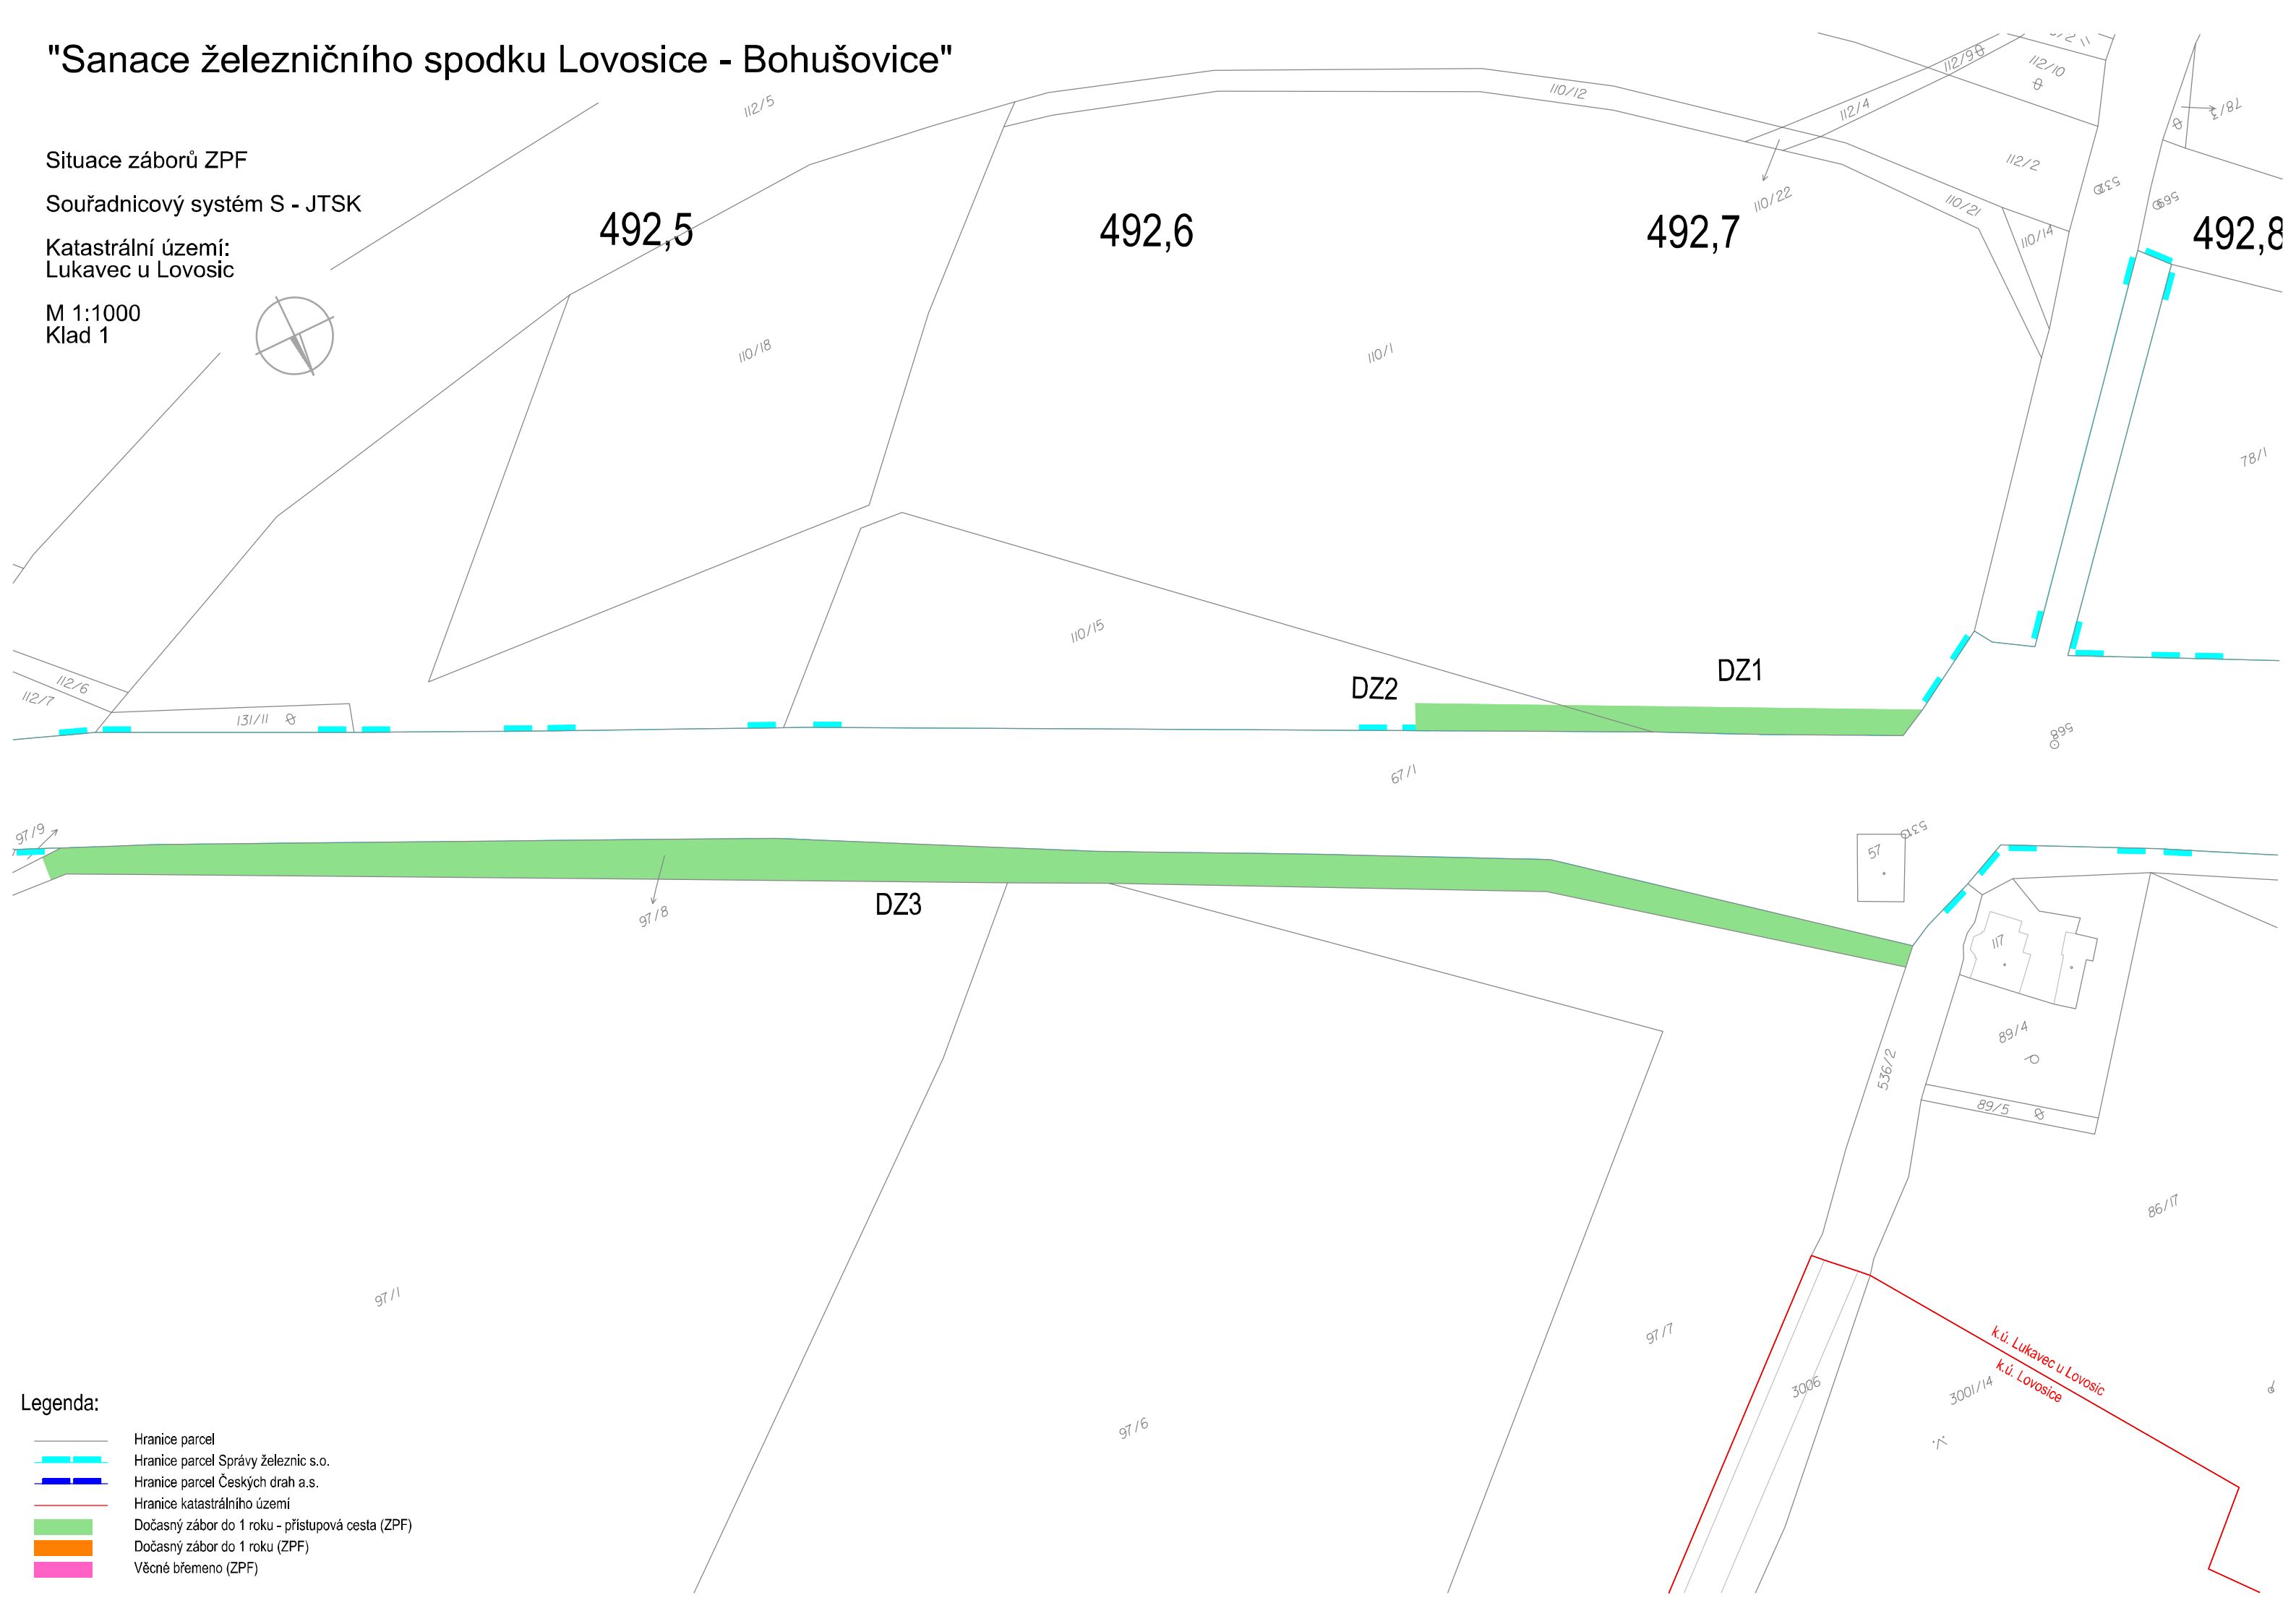 "Sanace železničního spodku Lovosice - Bohušovice"
Situace záborů ZPF
Souřadnicový systém S - JTSK
Katastrální území:
Lukavec u Lovosic
M 1:1000
Klad 1
492,5
492,6
492,7
492,8
112/5
110/12
112/9
112/4
112/10
78/3
112/2
532
569
110/22
110/21
110/14
110/18
110/1
78/1
110/15
112/6
112/7
131/11
DZ2
DZ1
568
67/1
97/9
57
531
97/8
DZ3
117
89/4
536/2
89/5
86/17
97/1
97/7
97/6
3006
3001/14
k.ú. Lukavec u Lovosic
k.ú. Lovosice
Legenda:
Hranice parcel
Hranice parcel Správy železnic s.o.
Hranice parcel Českých drah a.s.
Hranice katastrálního území
Dočasný zábor do 1 roku - přístupová cesta (ZPF)
Dočasný zábor do 1 roku (ZPF)
Věcné břemeno (ZPF)